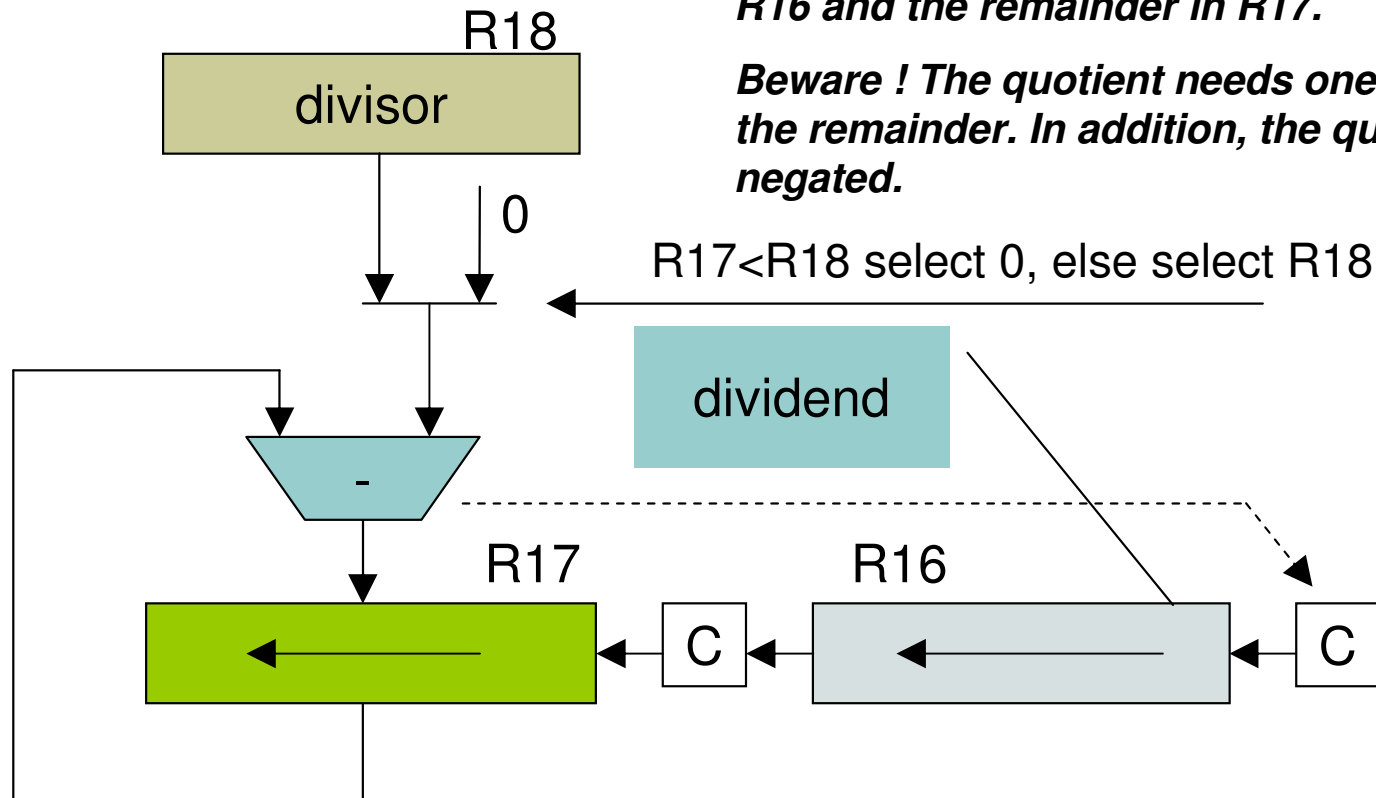 R16 and the remainder in R17.
R18
divisor
Beware ! The quotient needs one
the remainder. In addition, the qu
negated.
0
R17<R18 select 0, else select R18
dividend
-
R17
R16
C
C